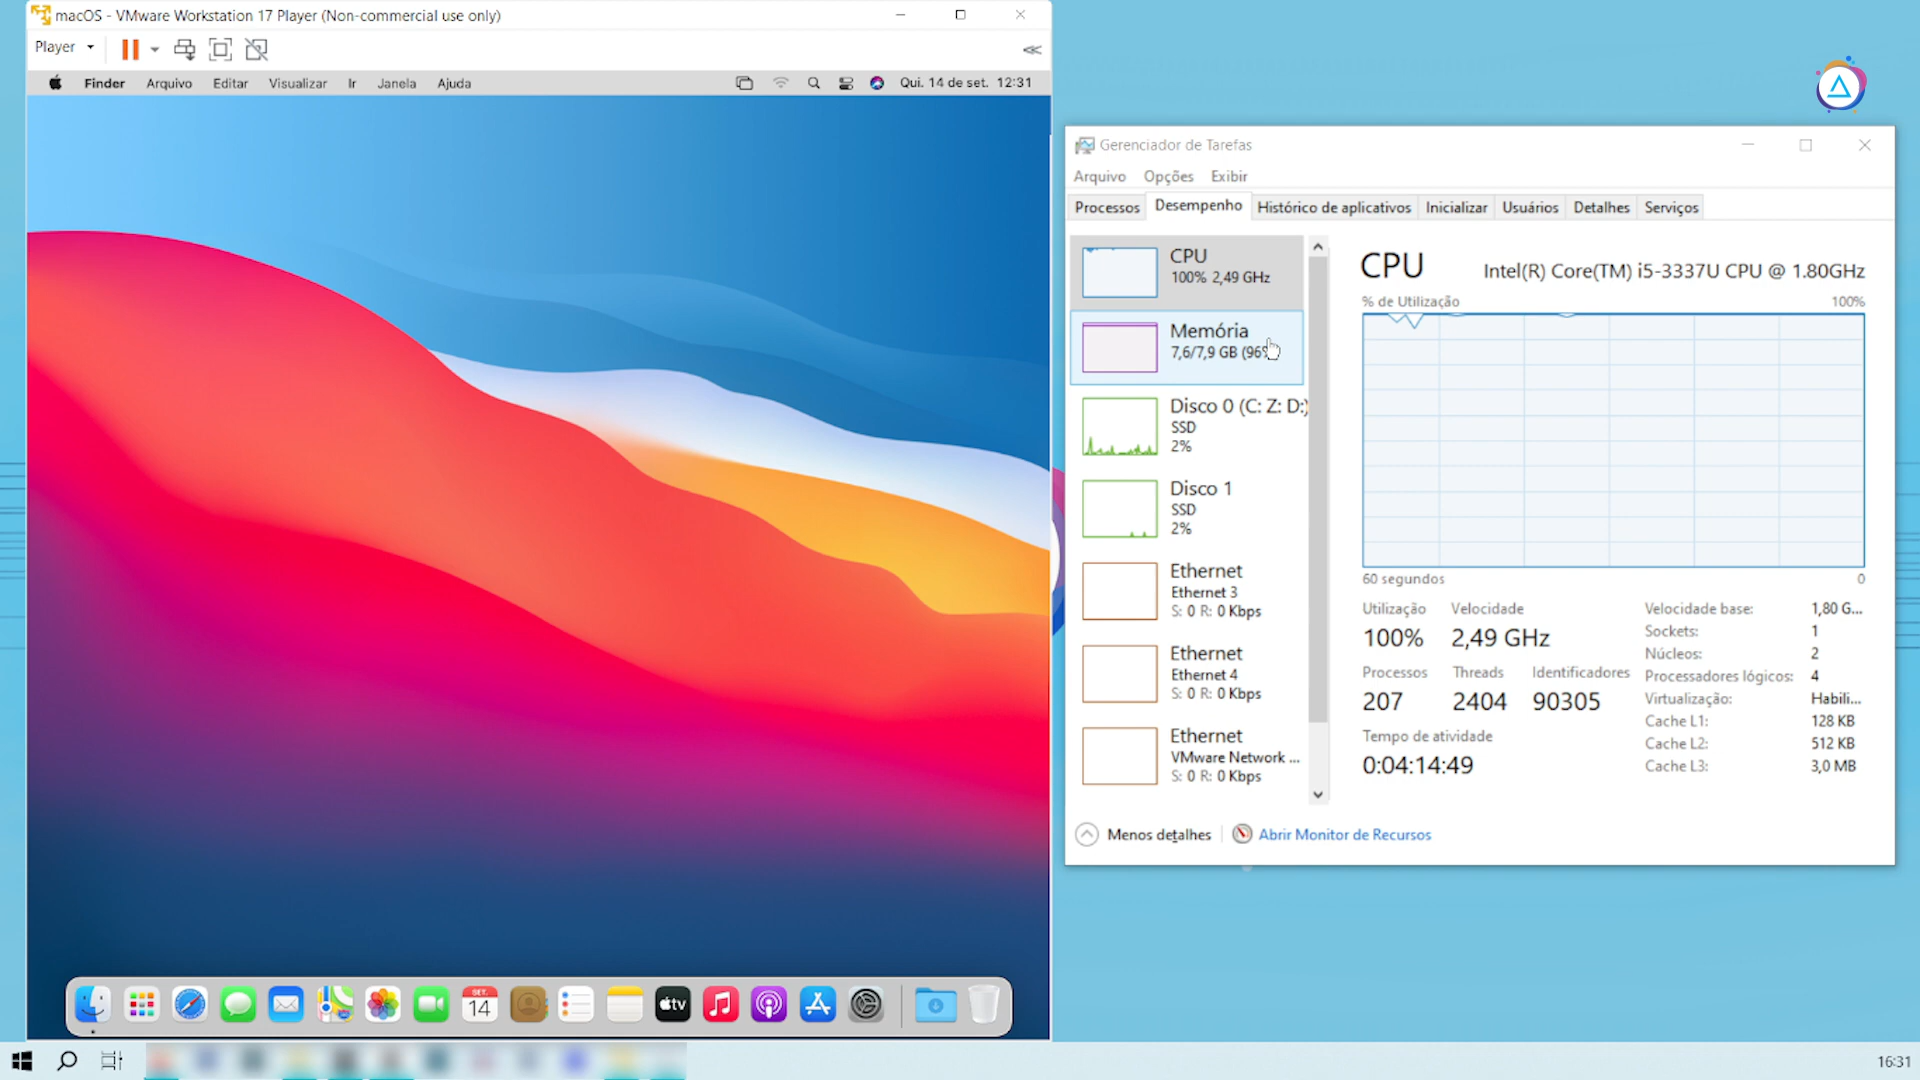 macOS - VMware Workstation 17 Player (Non-commercial use only)
Player
Finder Arquivo Editar Visualizar Ir Janela Ajuda
Qui. 14 de set. 12:31
SET.
14
tv
Gerenciador de Tarefas
Arquivo Opções Exibir
Processos Desempenho Histórico de aplicativos Inicializar Usuários Detalhes Serviços
CPU
100% 2,49 GHz
Memória
7,6/7,9 GB (96%
Disco 0 (C: Z: D:)
SSD
2%
Disco 1
SSD
2%
Ethernet
Ethernet 3
S: 0 R: 0 Kbps
Ethernet
Ethernet 4
S: 0 R: 0 Kbps
Ethernet
VMware Network ...
S: 0 R: 0 Kbps
CPU Intel(R) Core(TM) i5-3337U CPU @ 1.80GHz
% de Utilização 100%
60 segundos 0
Utilização Velocidade
100% 2,49 GHz
Processos Threads Identificadores
207 2404 90305
Tempo de atividade
0:04:14:49
Velocidade base: 1,80 G...
Sockets: 1
Núcleos: 2
Processadores lógicos: 4
Virtualização: Habili...
Cache L1: 128 KB
Cache L2: 512 KB
Cache L3: 3,0 MB
Menos detalhes Abrir Monitor de Recursos
16:31